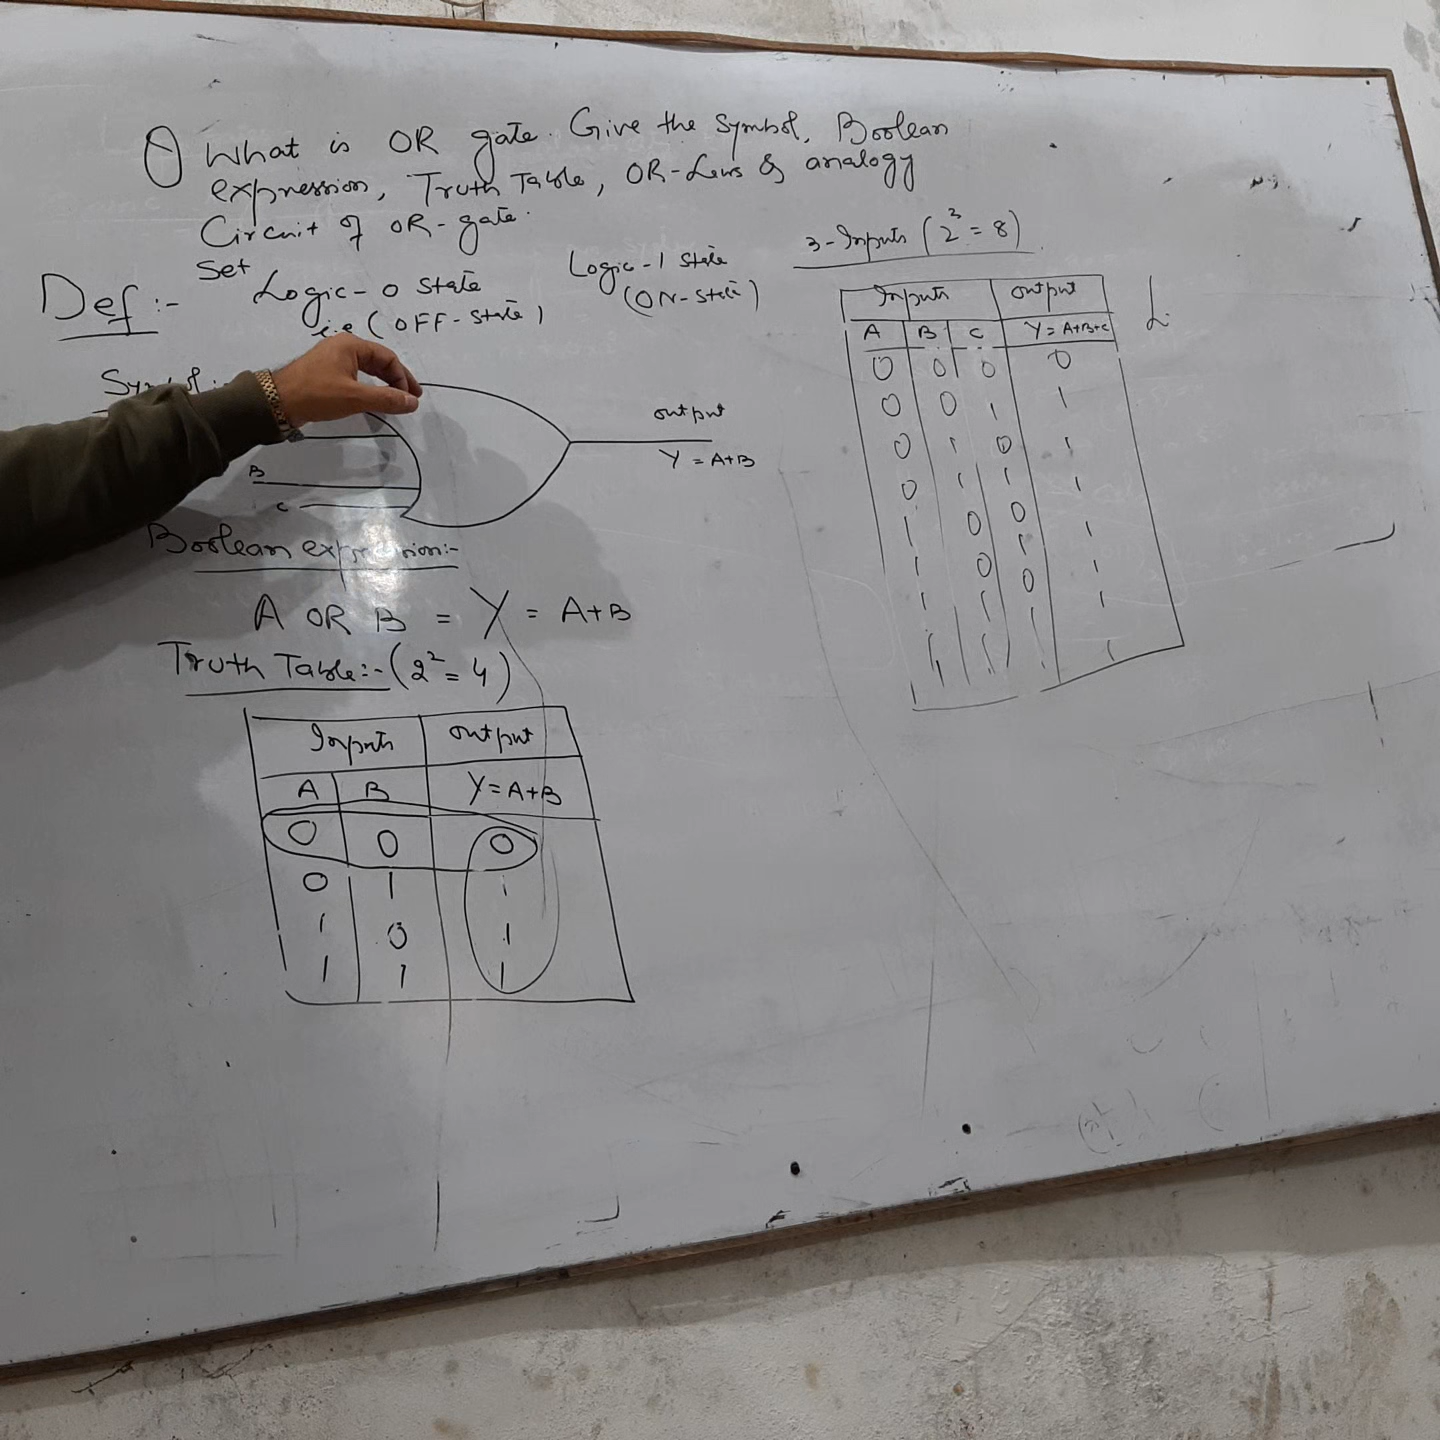 Q What is OR gate. Give the symbol, Boolean
expression, Truth Table, OR-Laws & analogy
Circuit of OR-gate.
Set
Def:- Logic-0 state Logic-1 state
i.e (OFF-state) (ON-state)
output
Y = A+B
B
C
Boolean expression:-
A OR B = Y = A+B
Truth Table:- (2² = 4)
Inputs output
A B Y = A+B
0 0 0
0 1 1
1 0 1
1 1 1
3-Inputs (2³ = 8)
Inputs output
A B C Y = A+B+C
0 0 0 0
0 0 1 1
0 1 0 1
0 1 1 1
1 0 0 1
1 0 1 1
1 1 0 1
1 1 1 1